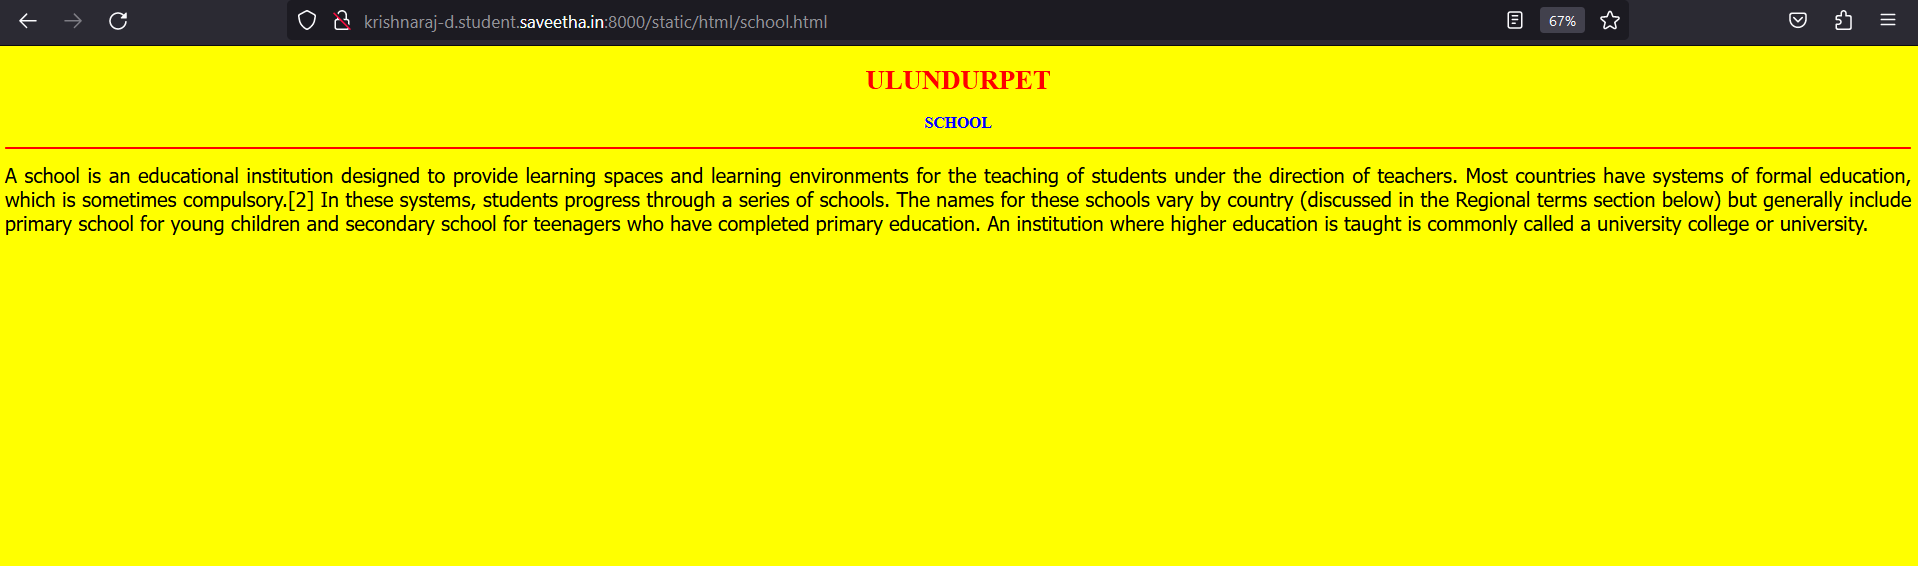 krishnaraj-d.student.saveetha.in:8000/static/html/school.html
67%
ULUNDURPET
SCHOOL
A school is an educational institution designed to provide learning spaces and learning environments for the teaching of students under the direction of teachers. Most countries have systems of formal education,
which is sometimes compulsory.[2] In these systems, students progress through a series of schools. The names for these schools vary by country (discussed in the Regional terms section below) but generally include
primary school for young children and secondary school for teenagers who have completed primary education. An institution where higher education is taught is commonly called a university college or university.